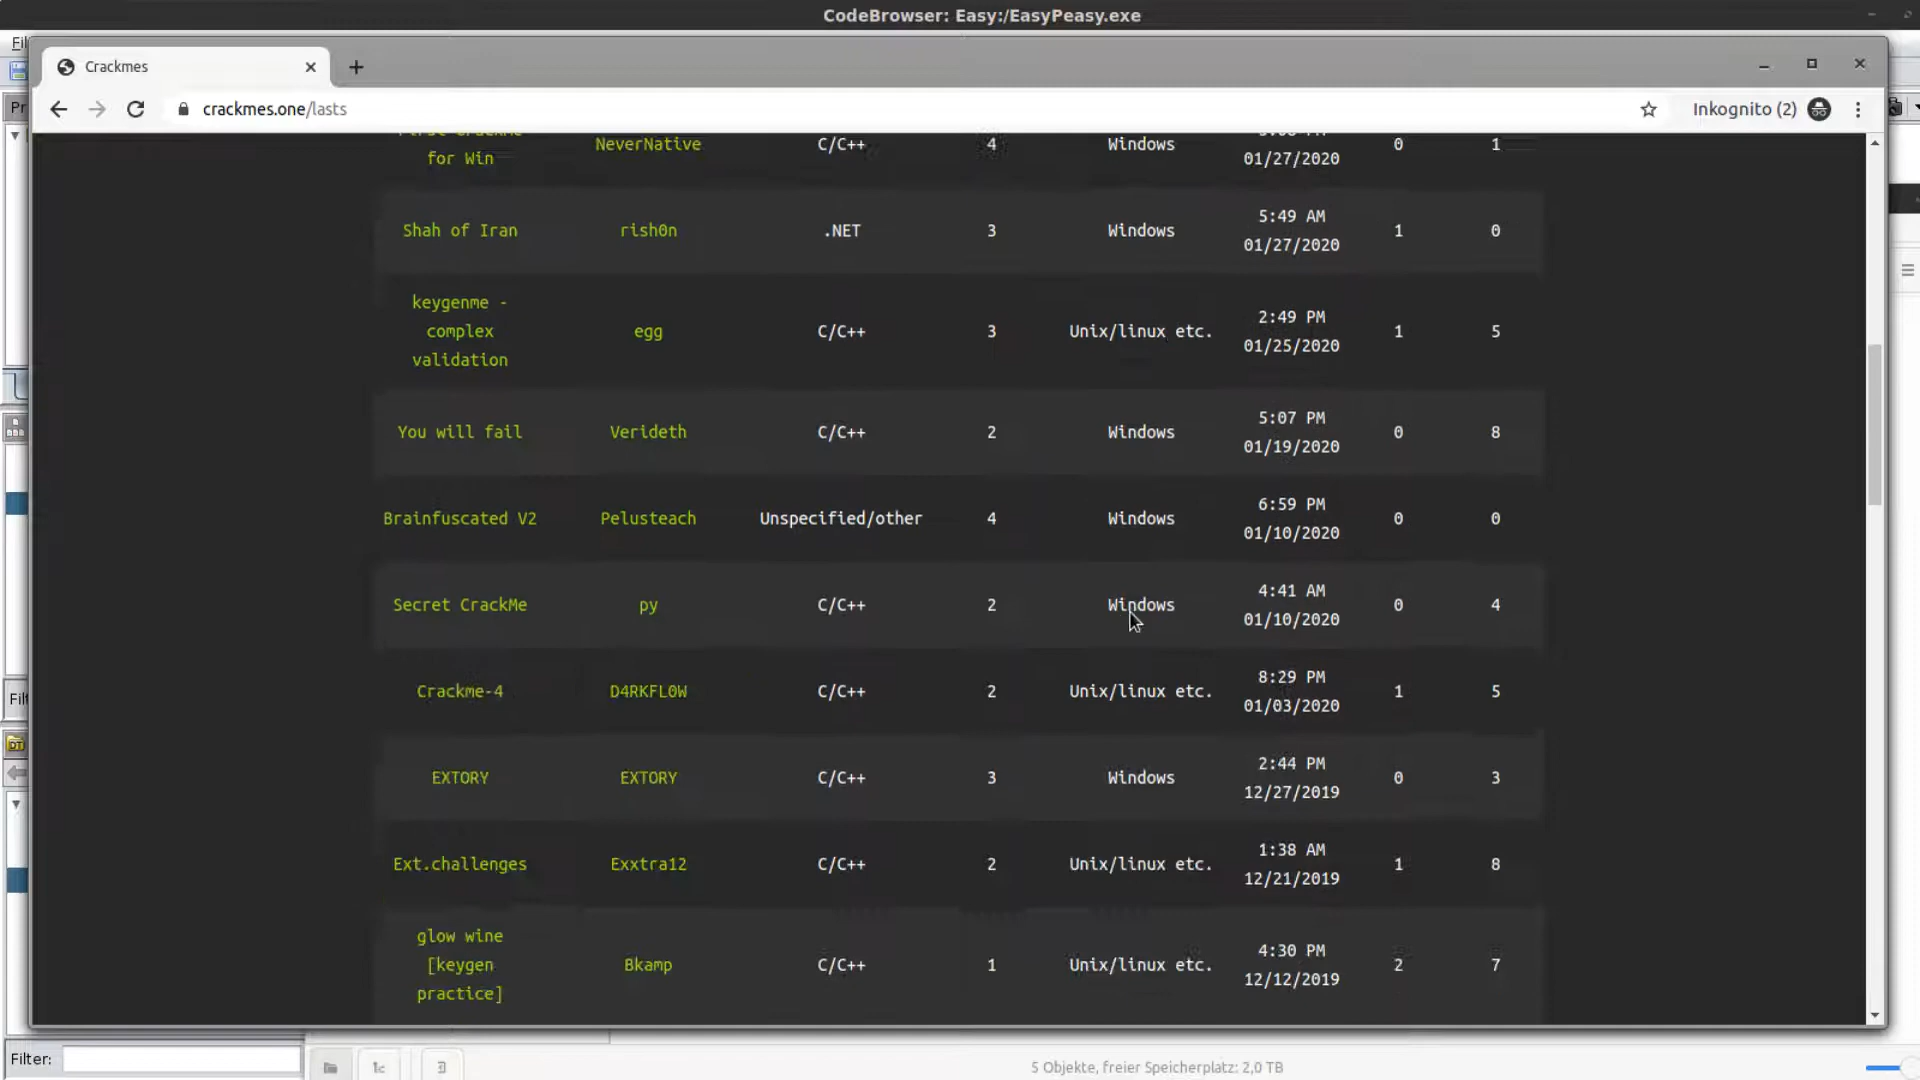 CodeBrowser: Easy:/EasyPeasy.exe
Fil
Crackmes
crackmes.one/lasts
Inkognito (2)
Pr
for Win NeverNative C/C++ 4 Windows 01/27/2020 0 1
5:49 AM
Shah of Iran rish0n .NET 3 Windows 1 0
01/27/2020
keygenme -
2:49 PM
complex egg C/C++ 3 Unix/linux etc. 1 5
01/25/2020
validation
5:07 PM
You will fail Verideth C/C++ 2 Windows 0 8
01/19/2020
6:59 PM
Brainfuscated V2 Pelusteach Unspecified/other 4 Windows 0 0
01/10/2020
4:41 AM
Secret CrackMe py C/C++ 2 Windows 0 4
01/10/2020
8:29 PM
Crackme-4 D4RKFL0W C/C++ 2 Unix/linux etc. 1 5
01/03/2020
2:44 PM
EXTORY EXTORY C/C++ 3 Windows 0 3
12/27/2019
1:38 AM
Ext.challenges Exxtra12 C/C++ 2 Unix/linux etc. 1 8
12/21/2019
glow wine
4:30 PM
[keygen Bkamp C/C++ 1 Unix/linux etc. 2 7
12/12/2019
practice]
Filter:
5 Objekte, freier Speicherplatz: 2,0 TB